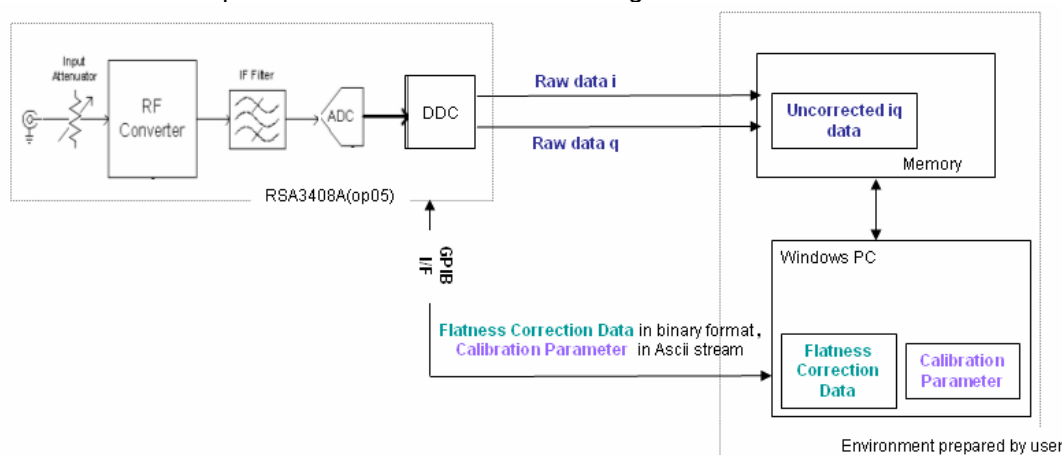 Input
Attenuator
RF
Converter
IF Filter
ADC
DDC
RSA3408A(op05)
Raw data i
Raw data q
Uncorrected iq
data
Memory
GPIB
I/F
Windows PC
Flatness Correction Data in binary format,
Calibration Parameter in Ascii stream
Flatness
Correction
Data
Calibration
Parameter
Environment prepared by user